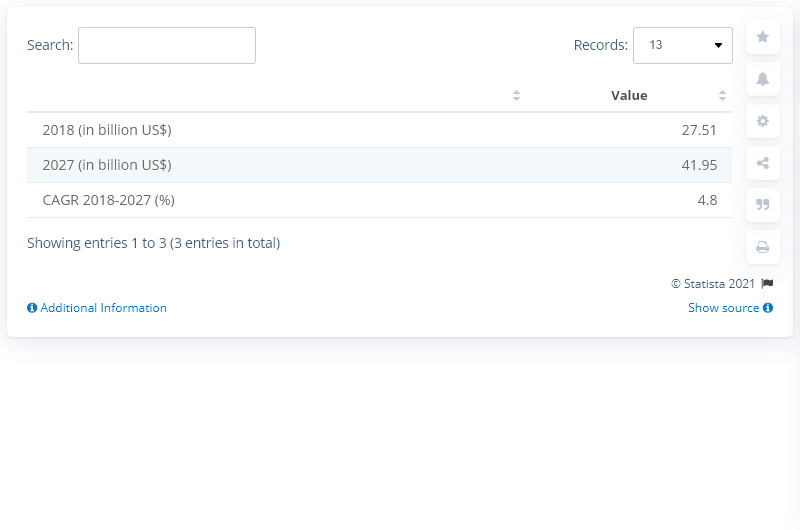 Search:
Records: 13
Value
2018 (in billion US$) 27.51
2027 (in billion US$) 41.95
CAGR 2018-2027 (%) 4.8
Showing entries 1 to 3 (3 entries in total)
© Statista 2021
Additional Information Show source